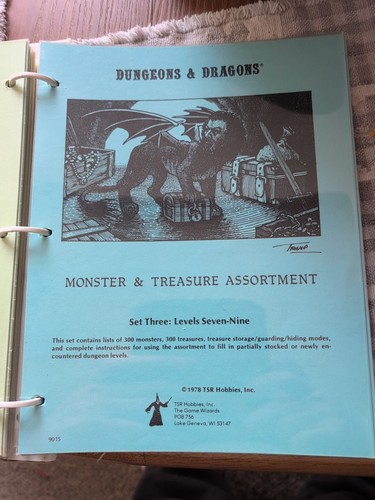 DUNGEONS & DRAGONS®
MONSTER & TREASURE ASSORTMENT
Set Three: Levels Seven-Nine
This set contains lists of 300 monsters, 300 treasures, treasure storage/guarding/hiding modes,
and complete instructions for using the assortment to fill in partially stocked or newly en-
countered dungeon levels.
©1978 TSR Hobbies, Inc.
TSR Hobbies, Inc.
The Game Wizards
POB 756
Lake Geneva, WI 53147
9013